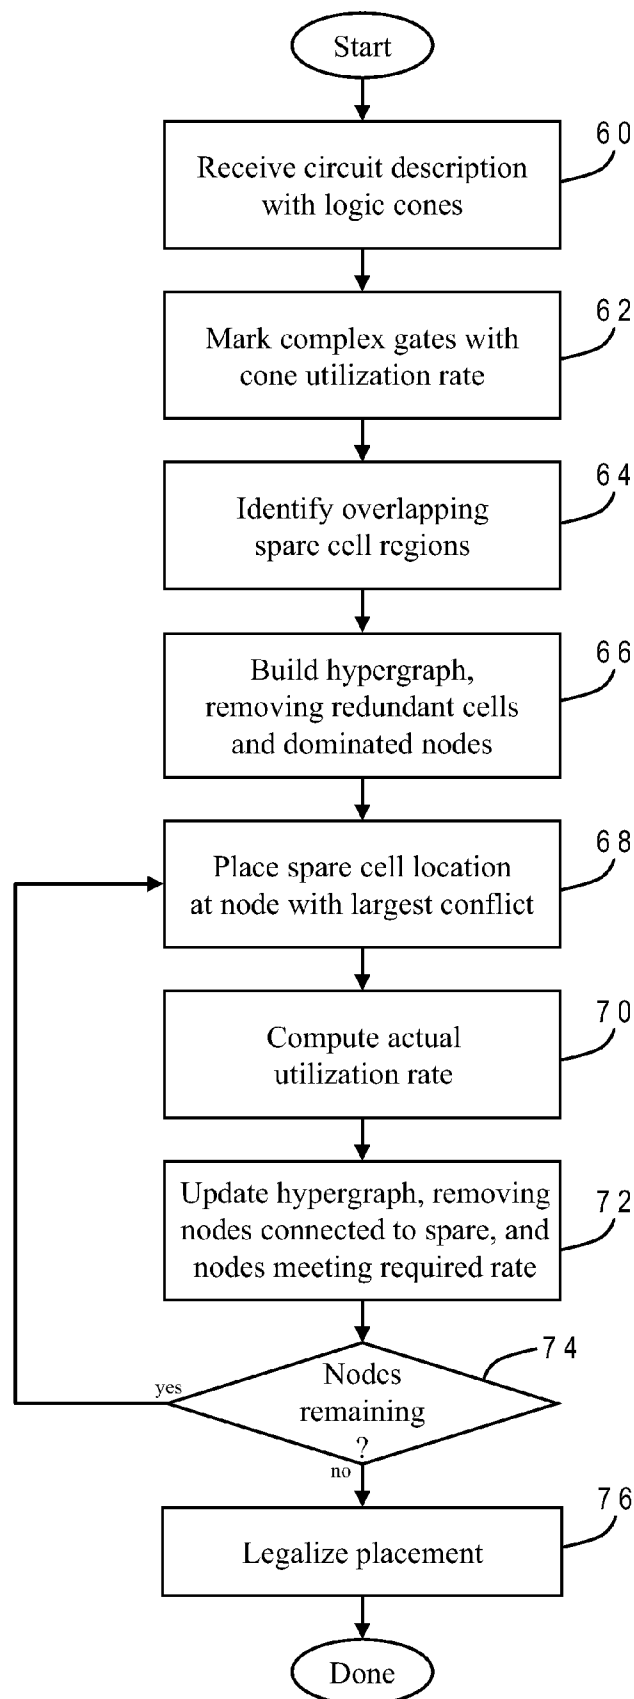 Start
60
Receive circuit description
with logic cones
62
Mark complex gates with
cone utilization rate
64
Identify overlapping
spare cell regions
66
Build hypergraph,
removing redundant cells
and dominated nodes
68
Place spare cell location
at node with largest conflict
70
Compute actual
utilization rate
72
Update hypergraph, removing
nodes connected to spare, and
nodes meeting required rate
74
Nodes
remaining
?
yes
no
76
Legalize placement
Done